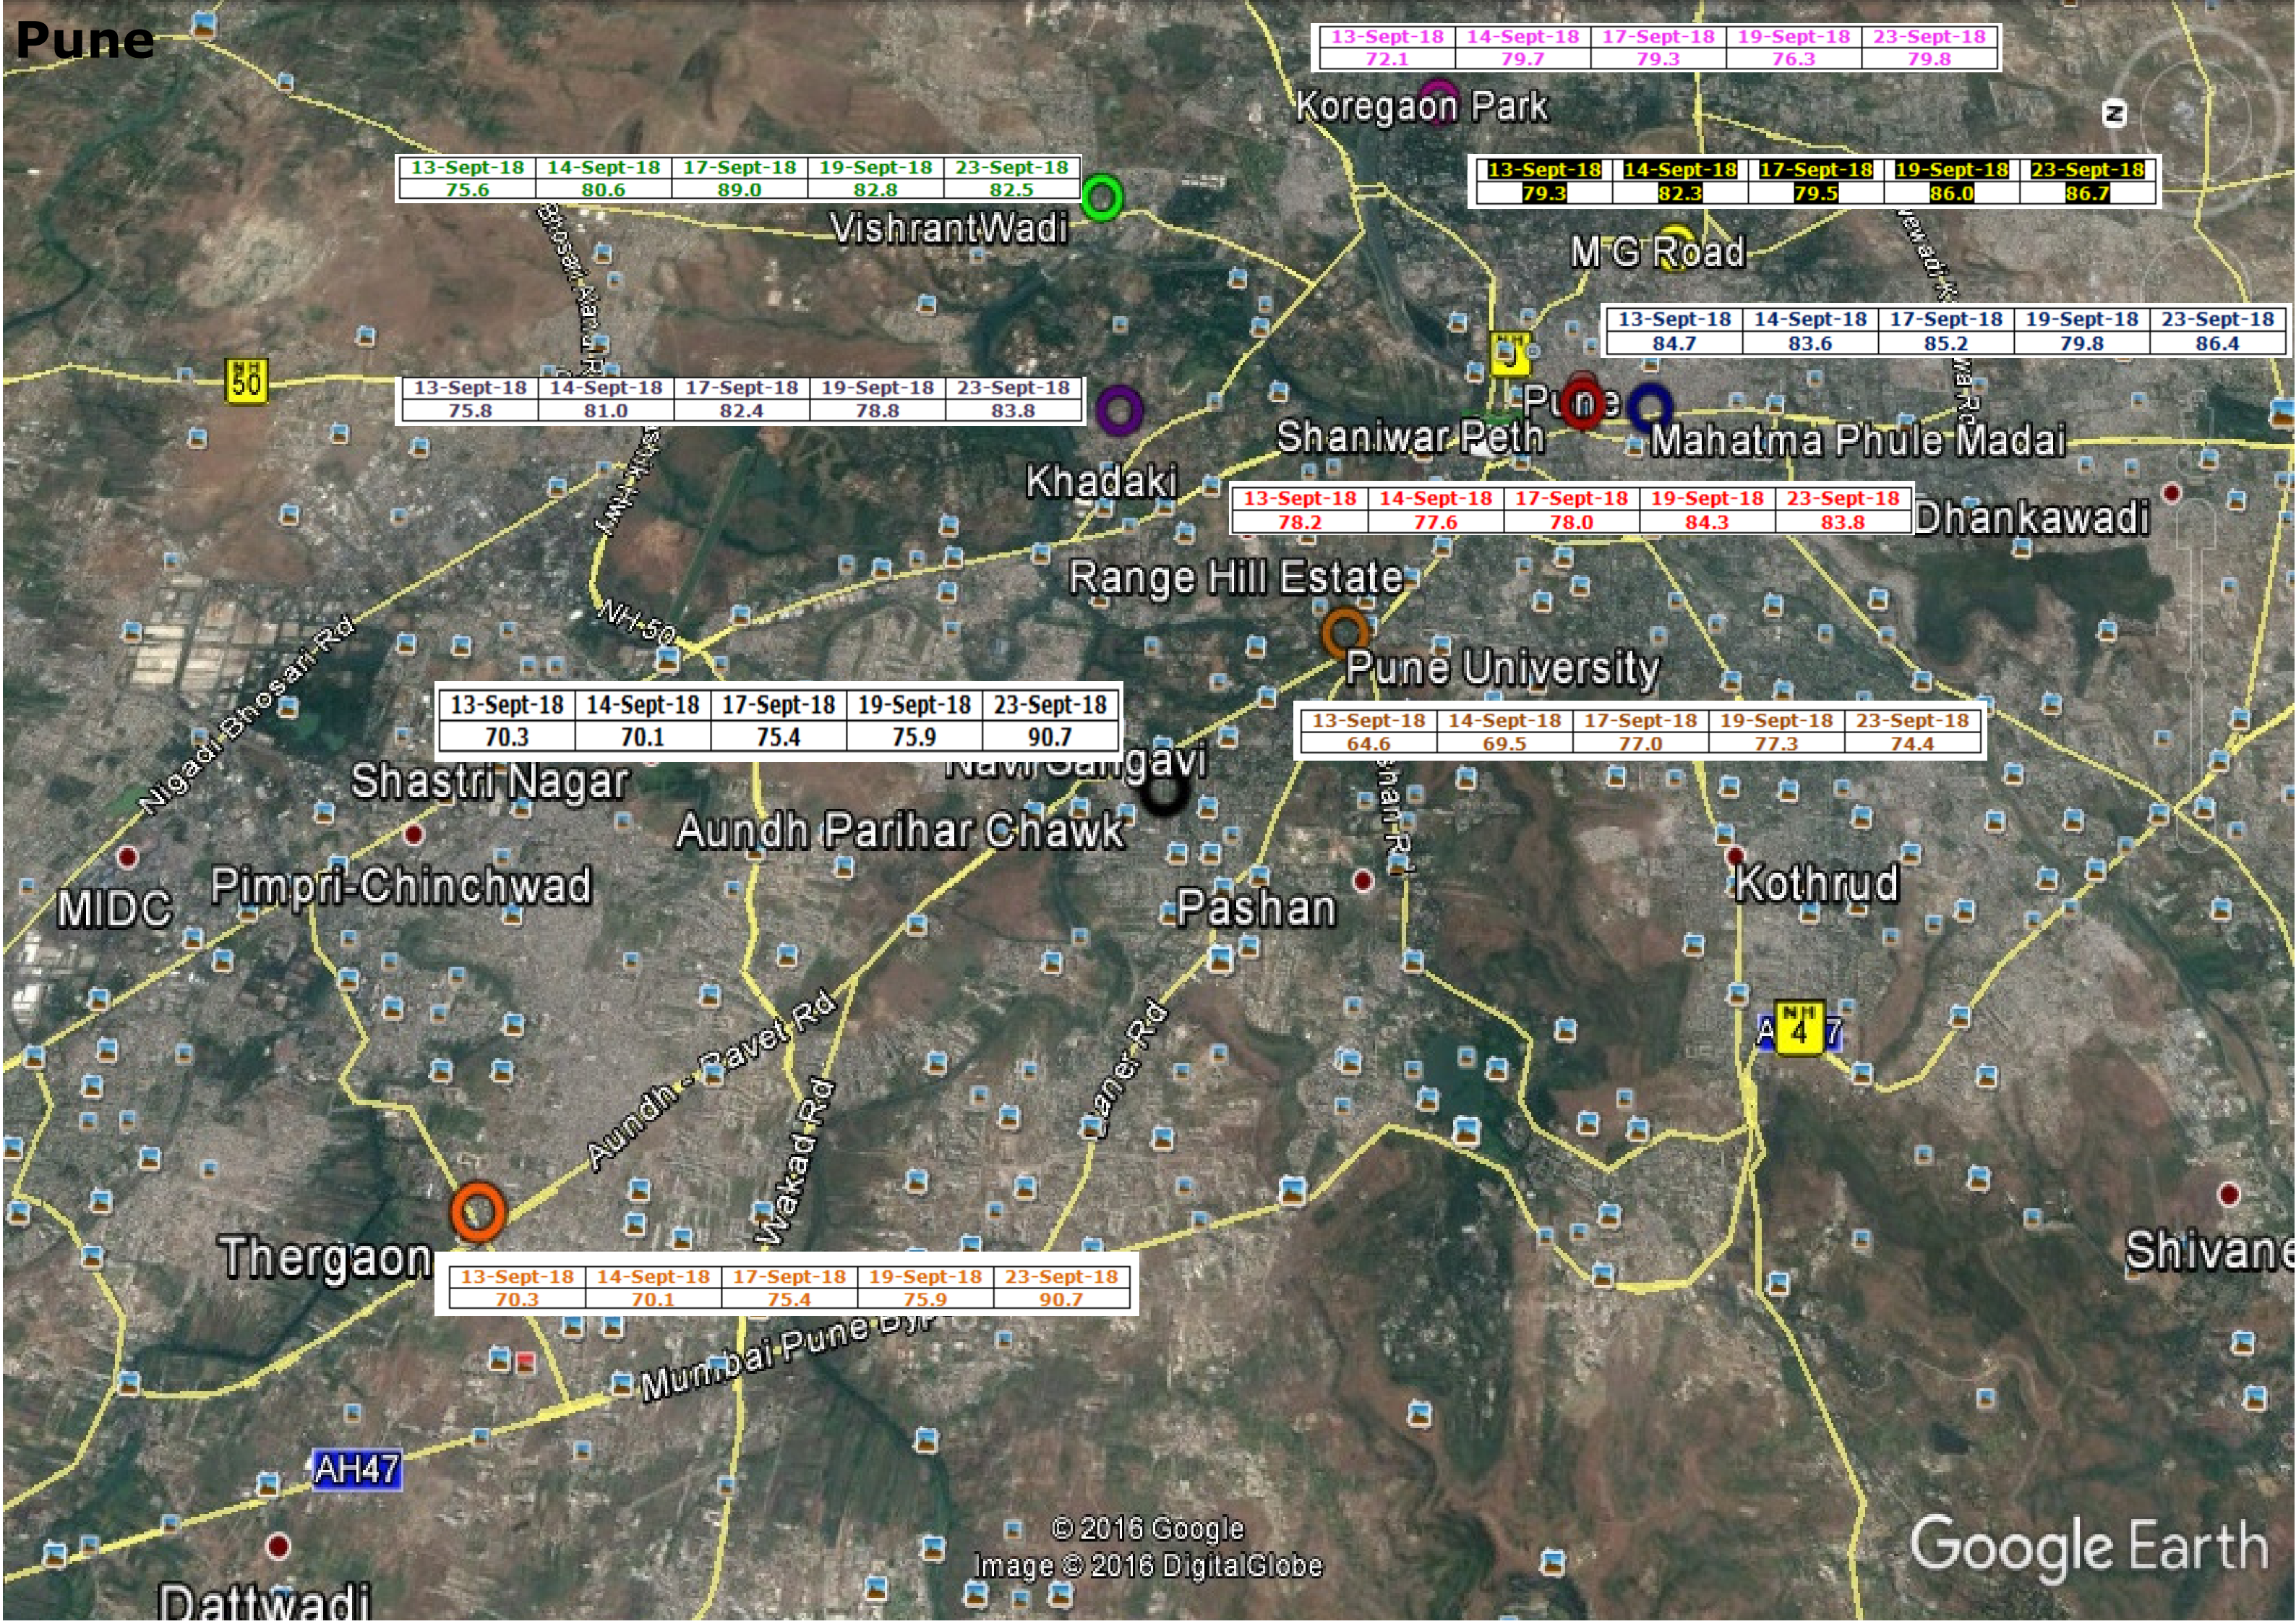 Pune
13-Sept-18 14-Sept-18 17-Sept-18 19-Sept-18 23-Sept-18
72.1 79.7 79.3 76.3 79.8
Koregaon Park
N
13-Sept-18 14-Sept-18 17-Sept-18 19-Sept-18 23-Sept-18
75.6 80.6 89.0 82.8 82.5
13-Sept-18 14-Sept-18 17-Sept-18 19-Sept-18 23-Sept-18
79.3 82.3 79.5 86.0 86.7
VishrantWadi
M G Road
13-Sept-18 14-Sept-18 17-Sept-18 19-Sept-18 23-Sept-18
84.7 83.6 85.2 79.8 86.4
NH
50
13-Sept-18 14-Sept-18 17-Sept-18 19-Sept-18 23-Sept-18
75.8 81.0 82.4 78.8 83.8
Pune
Shaniwar Peth
Mahatma Phule Madai
Khadaki
13-Sept-18 14-Sept-18 17-Sept-18 19-Sept-18 23-Sept-18
78.2 77.6 78.0 84.3 83.8
Dhankawadi
Range Hill Estate
NH 50
Nigadi Bhosari Rd
Pune University
13-Sept-18 14-Sept-18 17-Sept-18 19-Sept-18 23-Sept-18
70.3 70.1 75.4 75.9 90.7
13-Sept-18 14-Sept-18 17-Sept-18 19-Sept-18 23-Sept-18
64.6 69.5 77.0 77.3 74.4
Shastri Nagar
Aundh Parihar Chawk
MIDC
Pimpri-Chinchwad
Pashan
Kothrud
NH
4
Aundh - Ravet Rd
Wakad Rd
Thergaon
Shivane
13-Sept-18 14-Sept-18 17-Sept-18 19-Sept-18 23-Sept-18
70.3 70.1 75.4 75.9 90.7
Mumbai Pune
AH47
© 2016 Google
Image © 2016 DigitalGlobe
Google Earth
Dattwadi